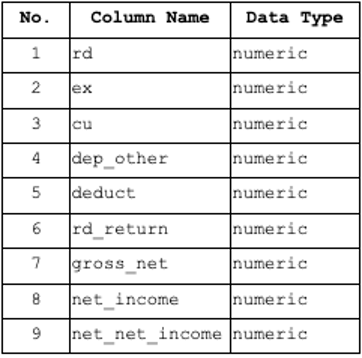 No. Column Name Data Type
1 rd numeric
2 ex numeric
3 cu numeric
4 dep_other numeric
5 deduct numeric
6 rd_return numeric
7 gross_net numeric
8 net_income numeric
9 net_net_income numeric